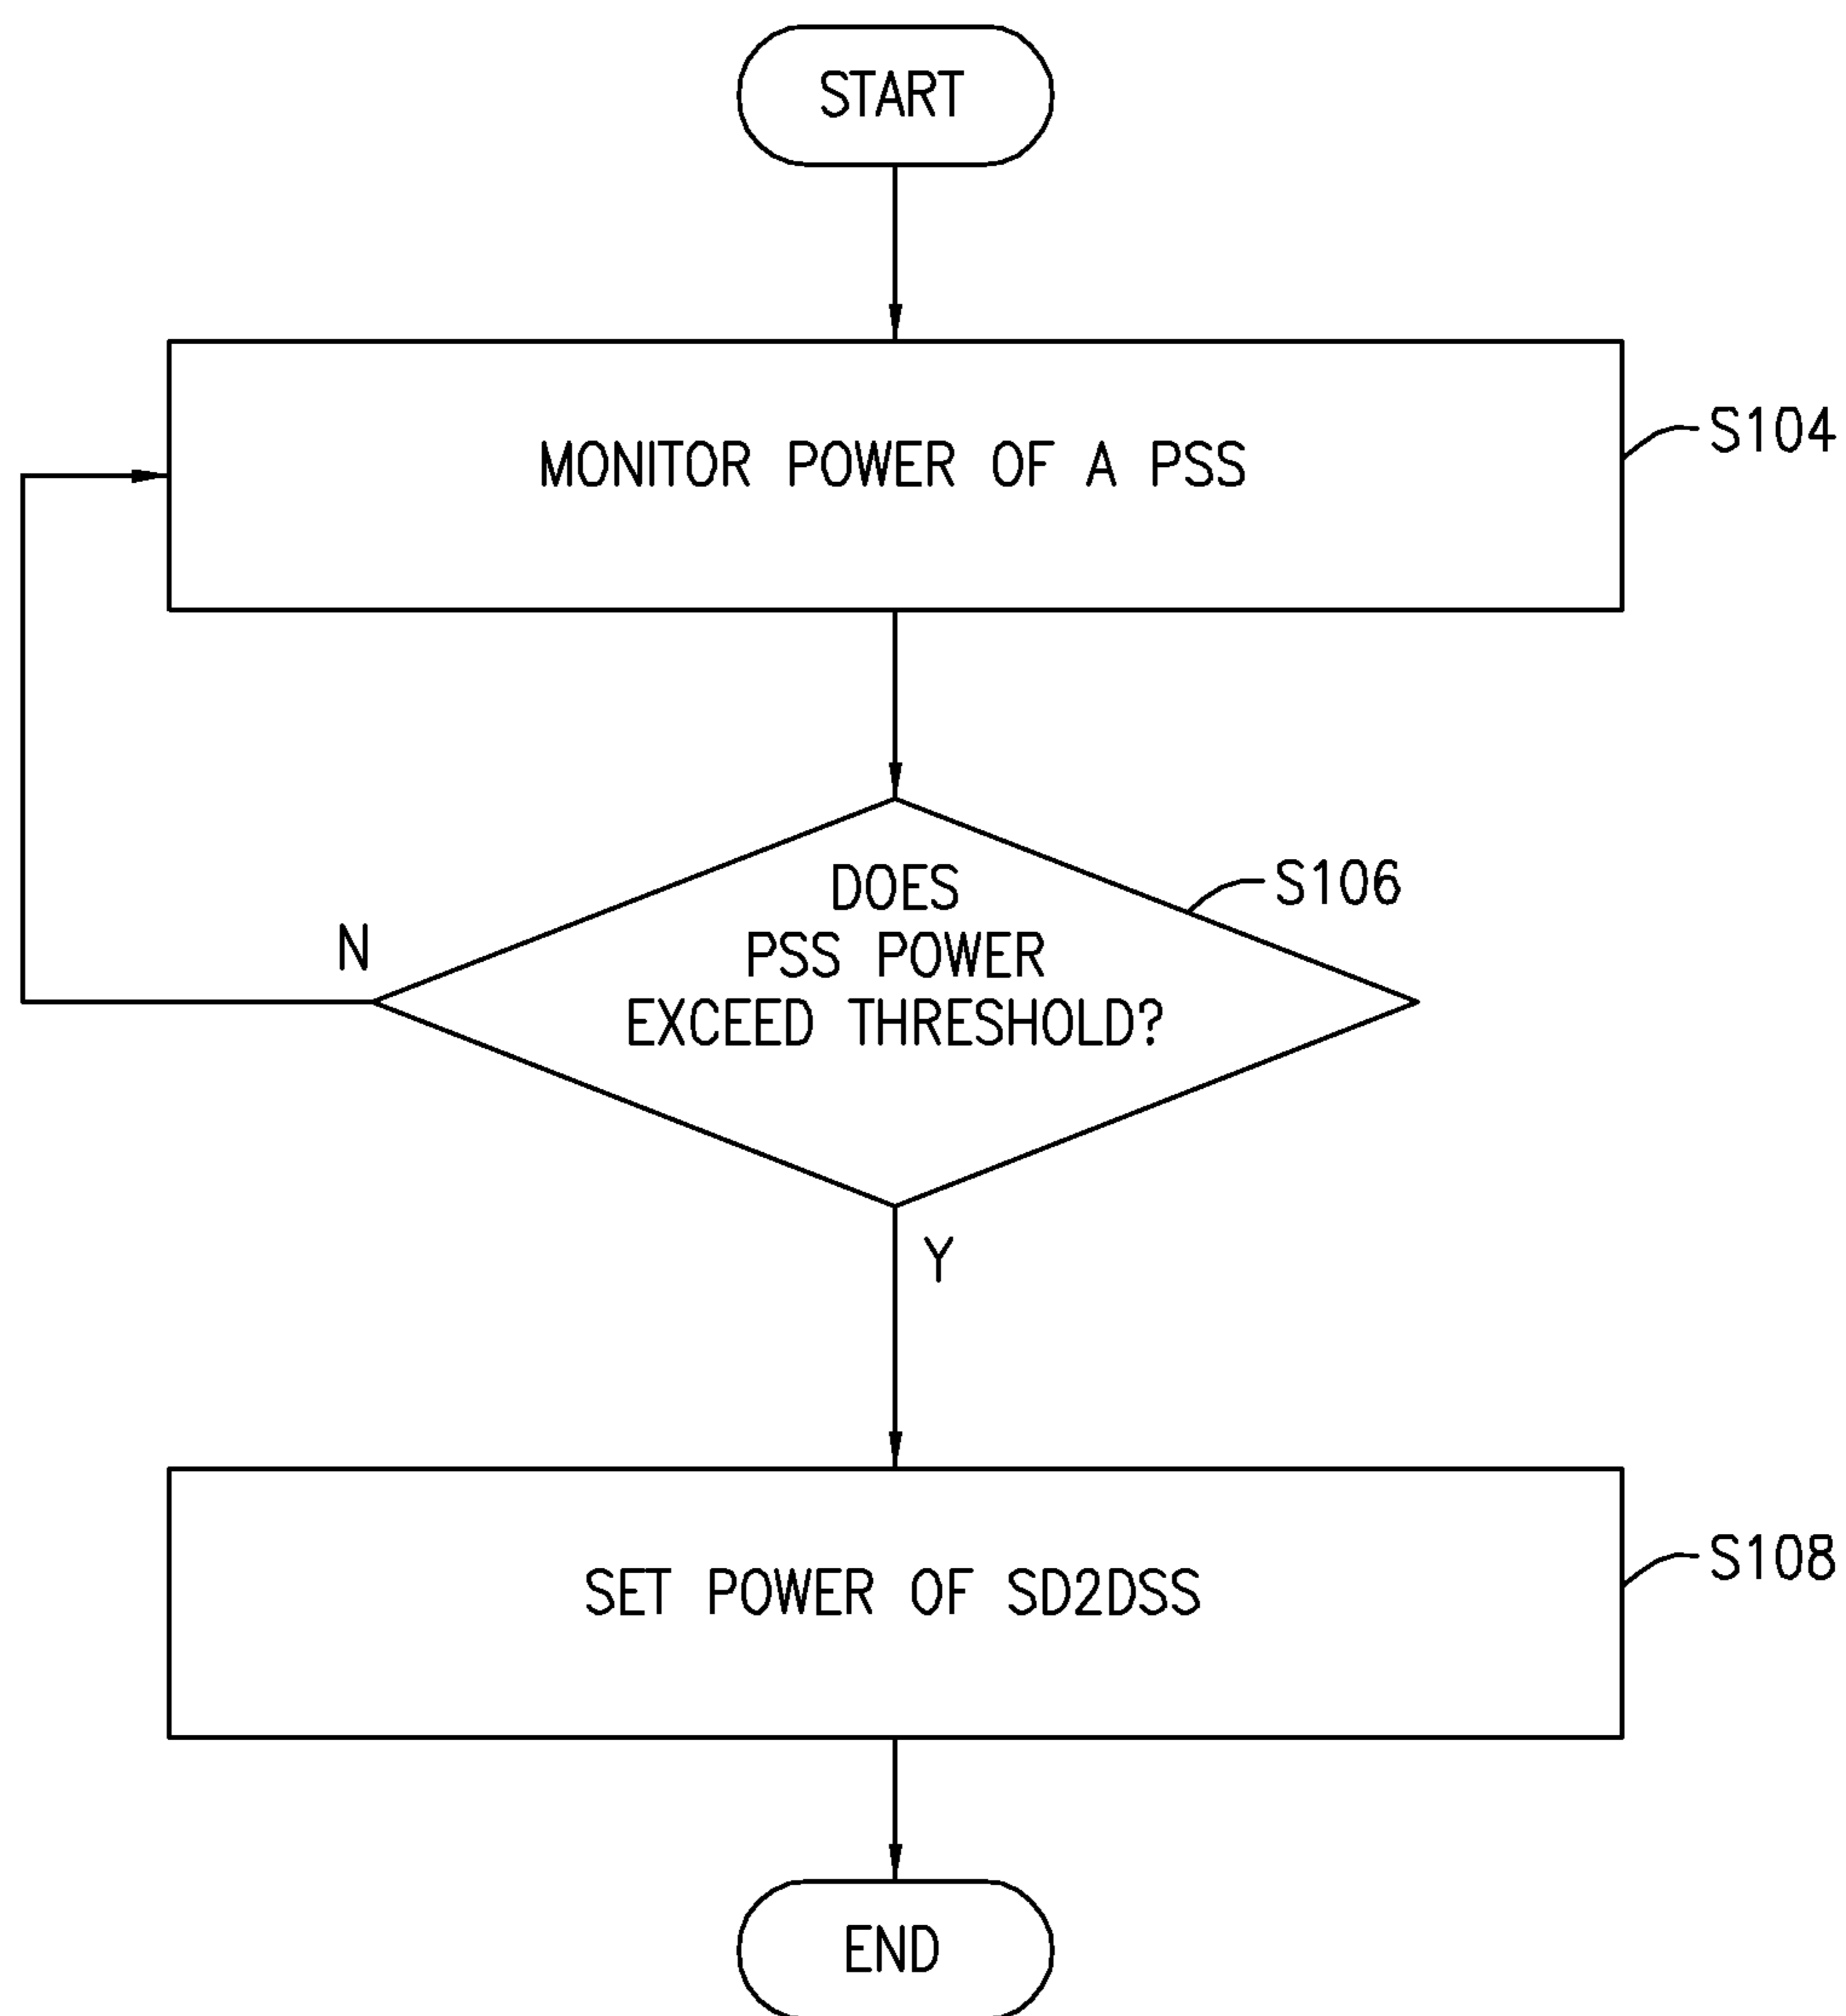 START
MONITOR POWER OF A PSS
S104
DOES
PSS POWER
EXCEED THRESHOLD?
S106
N
Y
SET POWER OF SD2DSS
S108
END